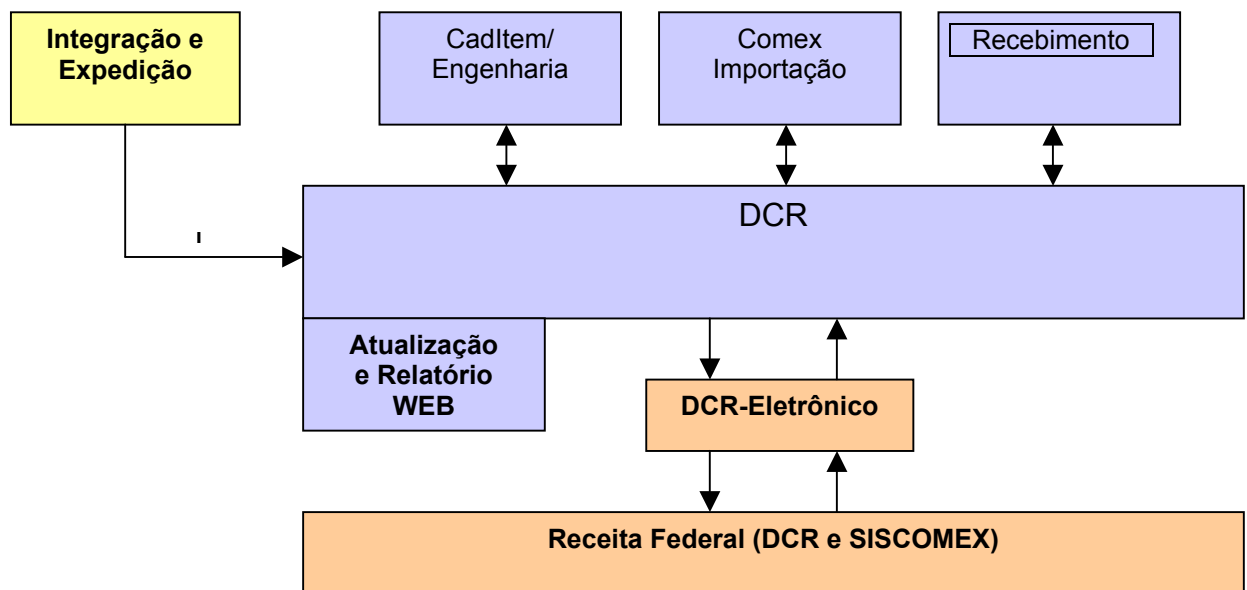 Integração e
Expedição
CadItem/
Engenharia
Comex
Importação
Recebimento
DCR
Atualização
e Relatório
WEB
DCR-Eletrônico
Receita Federal (DCR e SISCOMEX)